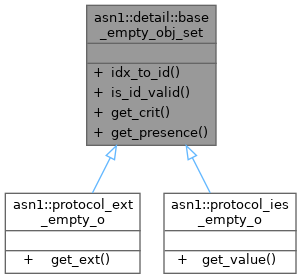 asn1::detail::base
_empty_obj_set
+ idx_to_id()
+ is_id_valid()
+ get_crit()
+ get_presence()
asn1::protocol_ext
_empty_o
+ get_ext()
asn1::protocol_ies
_empty_o
+ get_value()